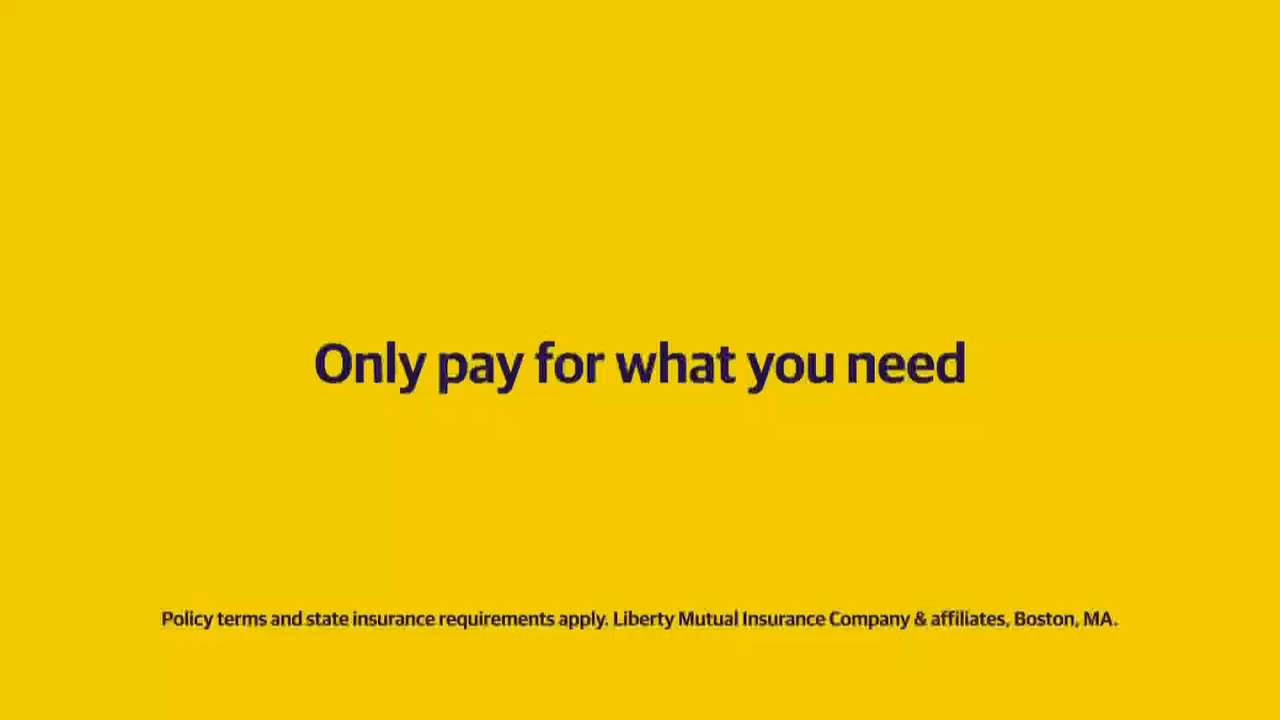 Only pay for what you need
Policy terms and state insurance requirements apply. Liberty Mutual Insurance Company & affiliates, Boston, MA.